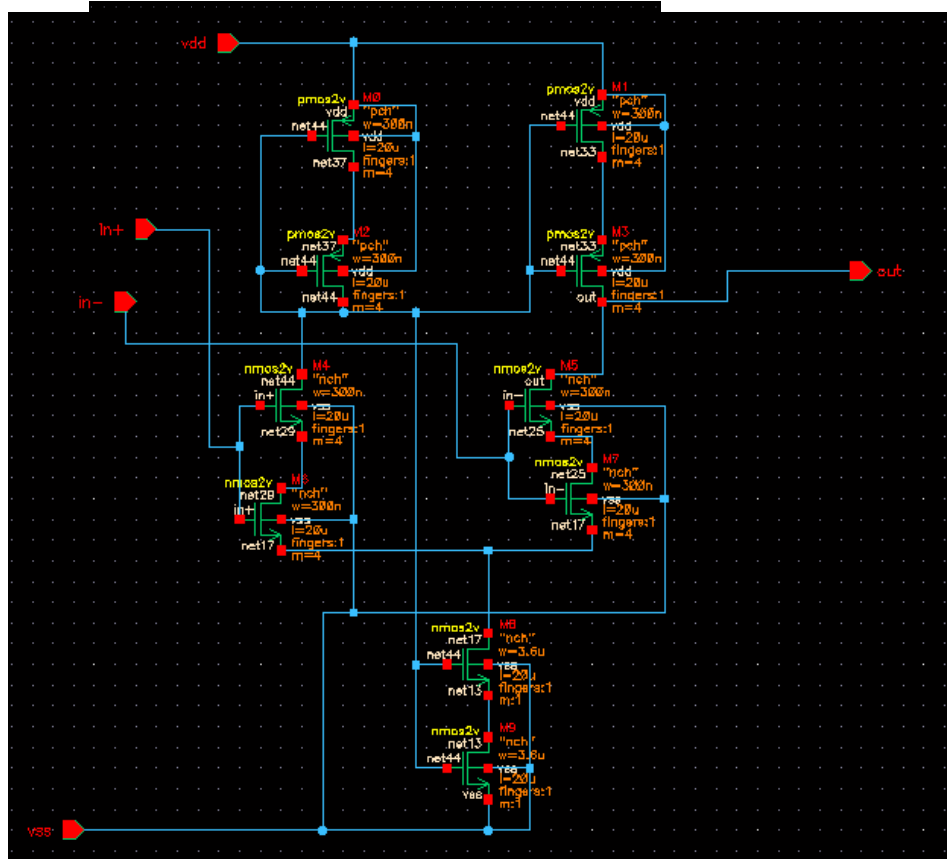 vdd
pmos2v M0
vdd "pch"
w=300n
net44 vdd
l=20u
fingers:1
net37 m=4
pmos2v M1
vdd "pch"
w=300n
net44 vdd
l=20u
fingers:1
net33 m=4
In+
pmos2v M2
net37 "pch"
w=300n
net44 vdd
l=20u
fingers:1
net44 m=4
pmos2v M3
net33 "pch"
w=300n
net44 vdd
l=20u
fingers:1
out m=4
out
in-
nmos2v M4
net44 "nch"
w=300n
in+ vss
l=20u
fingers:1
net29 m=4
nmos2v M5
out "nch"
w=300n
in- vss
l=20u
fingers:1
net25 m=4
nmos2v
net29 "nch"
w=300n
in+ vss
l=20u
fingers:1
net17 m=4
nmos2v M7
net25 "nch"
w=300n
in- vss
l=20u
fingers:1
net17 m=4
nmos2v M8
net17 "nch"
w=3.6u
net44 vss
l=20u
fingers:1
net13 m:1
nmos2v M9
net13 "nch"
w=3.6u
net44 vss
l=20u
fingers:1
vss m:1
vss